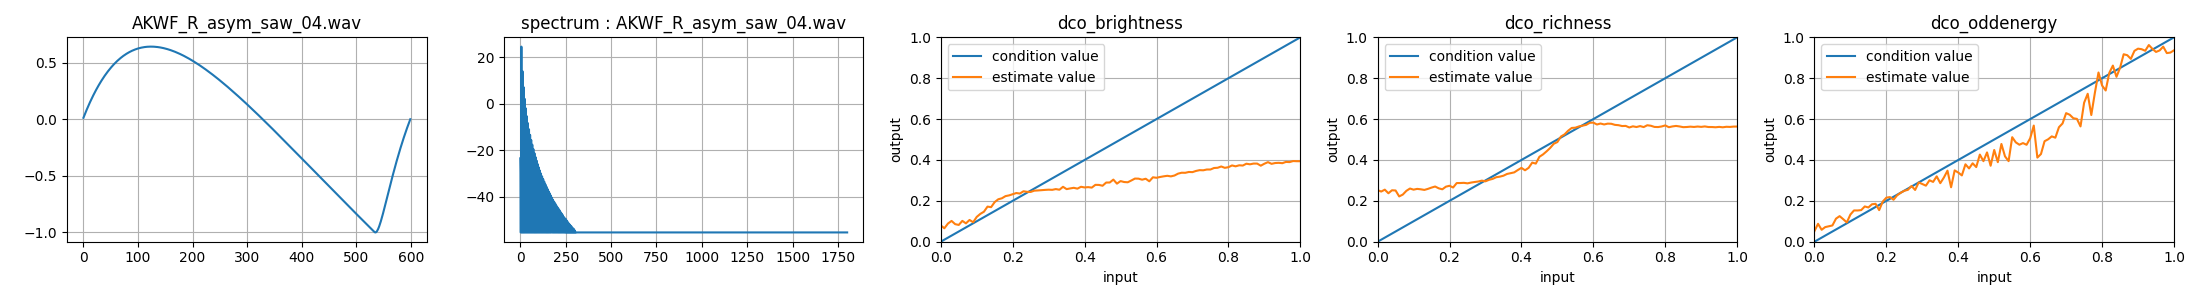 AKWF_R_asym_saw_04.wav
0.5
0.0
−0.5
−1.0
0 100 200 300 400 500 600
spectrum : AKWF_R_asym_saw_04.wav
20
0
−20
−40
0 250 500 750 1000 1250 1500 1750
dco_brightness
condition value
estimate value
output
1.0
0.8
0.6
0.4
0.2
0.0
0.0 0.2 0.4 0.6 0.8 1.0
input
dco_richness
condition value
estimate value
output
1.0
0.8
0.6
0.4
0.2
0.0
0.0 0.2 0.4 0.6 0.8 1.0
input
dco_oddenergy
condition value
estimate value
output
1.0
0.8
0.6
0.4
0.2
0.0
0.0 0.2 0.4 0.6 0.8 1.0
input